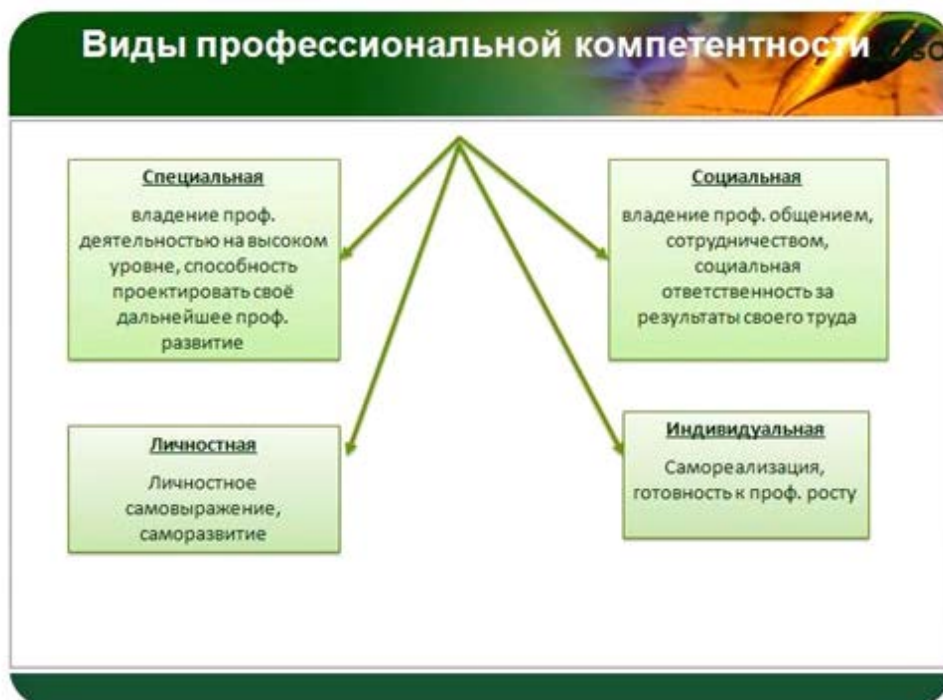 Виды профессиональной компетентности
Специальная
владение проф.
деятельностью на высоком
уровне, способность
проектировать своё
дальнейшее проф.
развитие
Социальная
владение проф. общением,
сотрудничеством,
социальная
ответственность за
результаты своего труда
Личностная
Личностное
самовыражение,
саморазвитие
Индивидуальная
Самореализация,
готовность к проф. росту